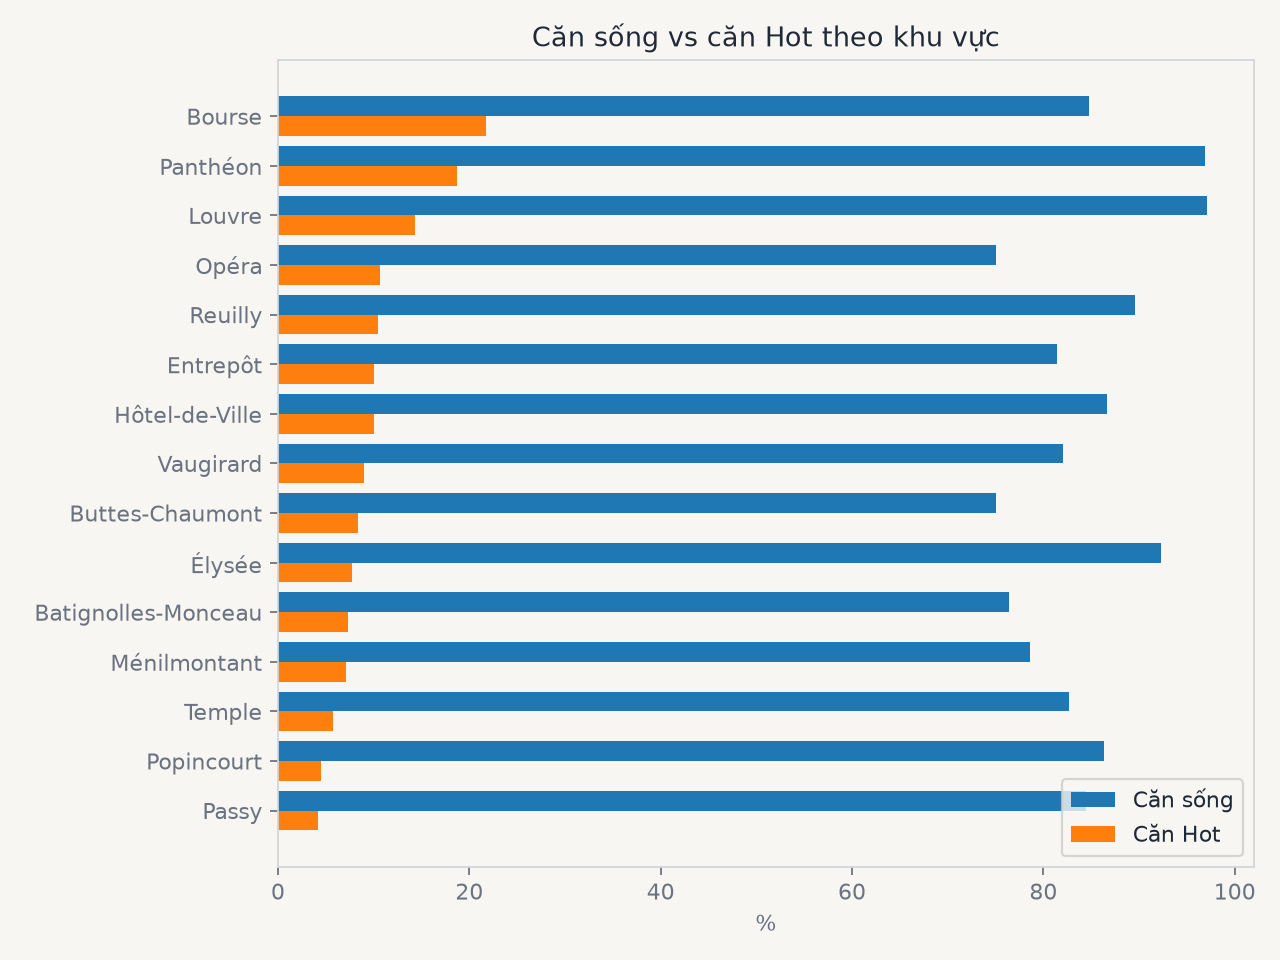 Căn sống vs căn Hot theo khu vực
Bourse
Panthéon
Louvre
Opéra
Reuilly
Entrepôt
Hôtel-de-Ville
Vaugirard
Buttes-Chaumont
Élysée
Batignolles-Monceau
Ménilmontant
Temple
Popincourt
Passy
Căn sống
Căn Hot
0 20 40 60 80 100
%